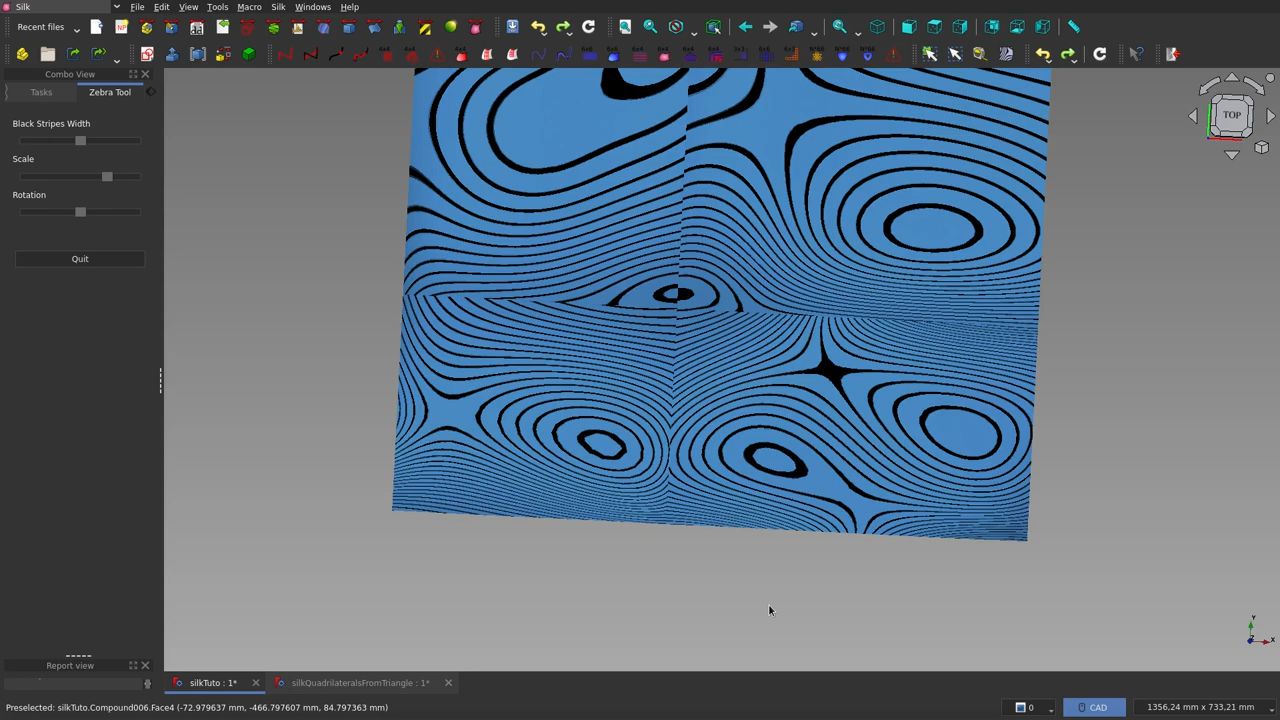 Silk File Edit View Tools Macro Silk Windows Help
Recent files
Combo View
Tasks Zebra Tool
Black Stripes Width
Scale
Rotation
Quit
TOP
Y
X
Z
Report view
silkTuto : 1* silkQuadrilateralsFromTriangle : 1*
Preselected: silkTuto.Compound006.Face4 (-72.979637 mm, -466.797607 mm, 84.797363 mm) 0 CAD 1356,24 mm x 733,21 mm